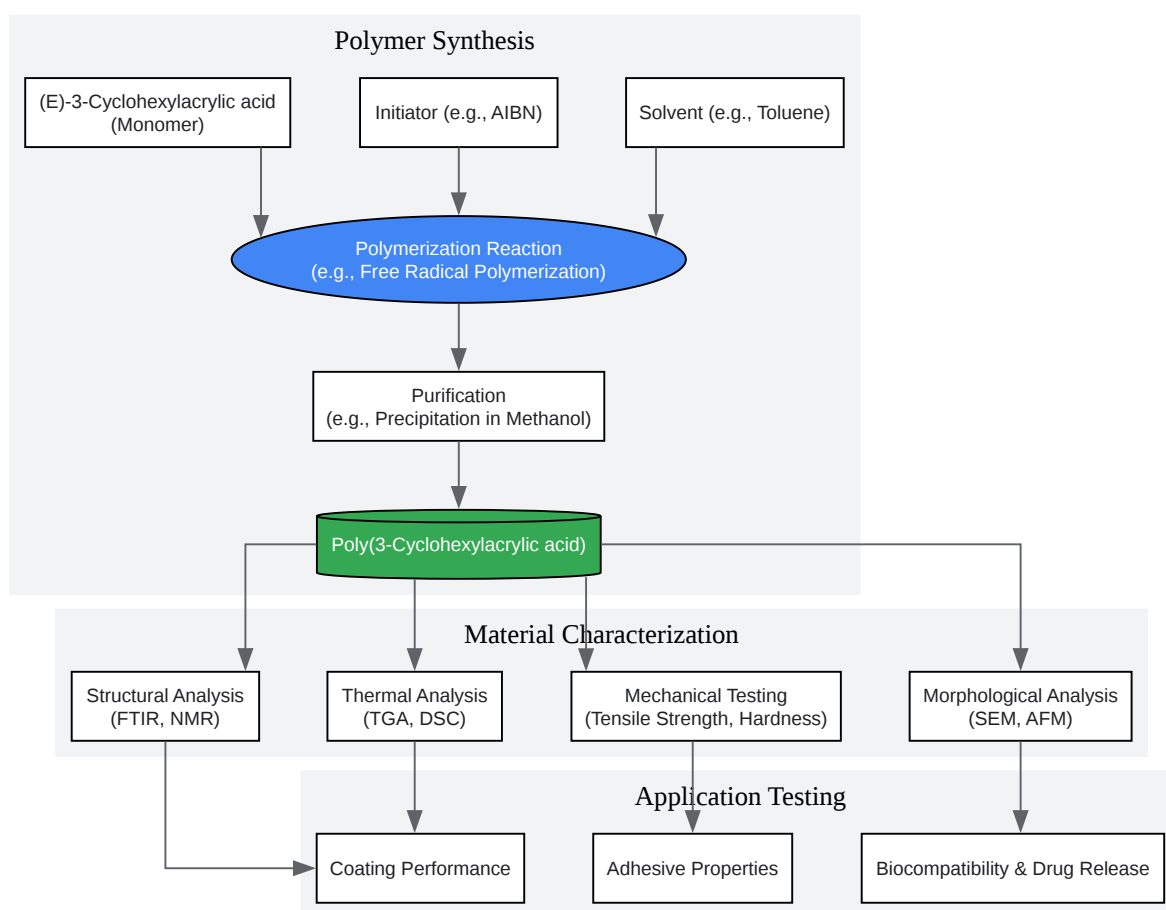 Polymer Synthesis
(E)-3-Cyclohexylacrylic acid
(Monomer)
Initiator (e.g., AIBN)
Solvent (e.g., Toluene)
Polymerization Reaction
(e.g., Free Radical Polymerization)
Purification
(e.g., Precipitation in Methanol)
Poly(3-Cyclohexylacrylic acid)
Material Characterization
Structural Analysis
(FTIR, NMR)
Thermal Analysis
(TGA, DSC)
Mechanical Testing
(Tensile Strength, Hardness)
Morphological Analysis
(SEM, AFM)
Application Testing
Coating Performance
Adhesive Properties
Biocompatibility & Drug Release